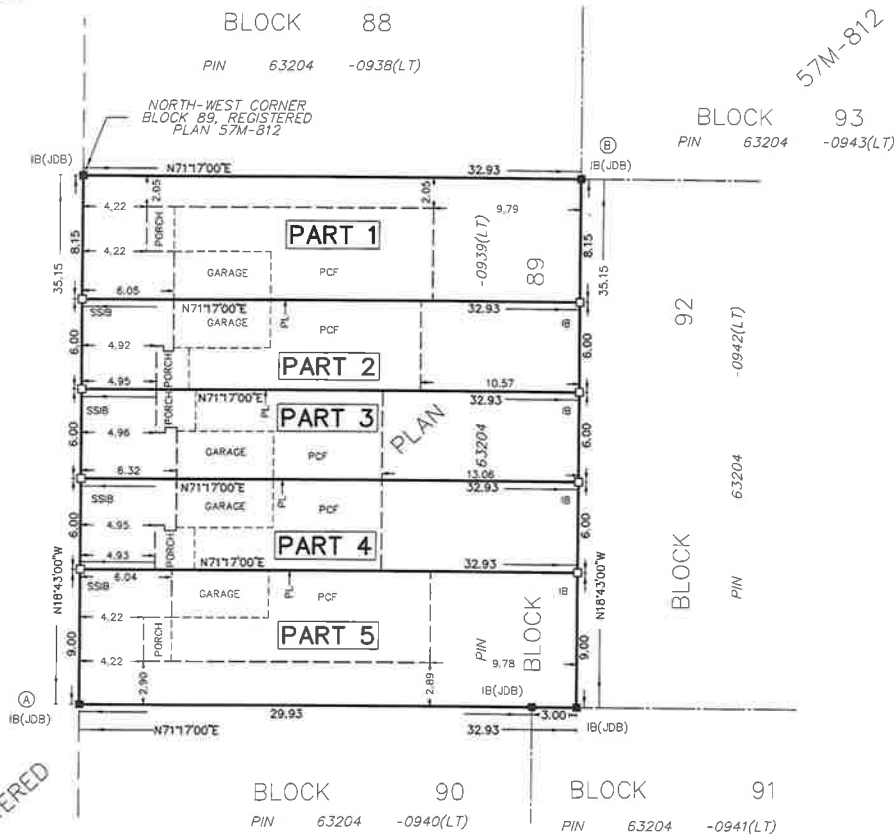 BLOCK 88
PIN 63204 -0938(LT)
57M-812
NORTH-WEST CORNER
BLOCK 89, REGISTERED
PLAN 57M-812
BLOCK 93
PIN 63204 -0943(LT)
IB(JDB)
N71°17'00"E
32.93
B
IB(JDB)
2.05
2.05
4.22
9.79
PORCH
PART 1
-0939(LT)
89
8.15
8.15
35.15
35.15
4.22
GARAGE
PCF
6.05
SSIB
N71°17'00"E
32.93
IB
GARAGE
PL
PCF
92
-0942(LT)
6.00
6.00
4.92
PART 2
4.95
PORCH
10.57
SSIB
N71°17'00"E
32.93
IB
PL
PORCH
PART 3
PLAN
6.00
6.00
4.96
GARAGE
PCF
63204
63204
6.32
13.06
SSIB
N71°17'00"E
32.93
IB
PL
GARAGE
PCF
6.00
6.00
4.95
PART 4
BLOCK
PIN
4.93
PORCH
N71°17'00"E
32.93
SSIB
6.04
IB
GARAGE
PL
PCF
N18°43'00"W
N18°43'00"W
BLOCK
4.22
PORCH
PART 5
9.00
9.00
4.22
PIN
9.78
2.90
2.89
IB(JDB)
A
IB(JDB)
29.93
3.00
IB(JDB)
N71°17'00"E
32.93
TERED
BLOCK 90
PIN 63204 -0940(LT)
BLOCK 91
PIN 63204 -0941(LT)